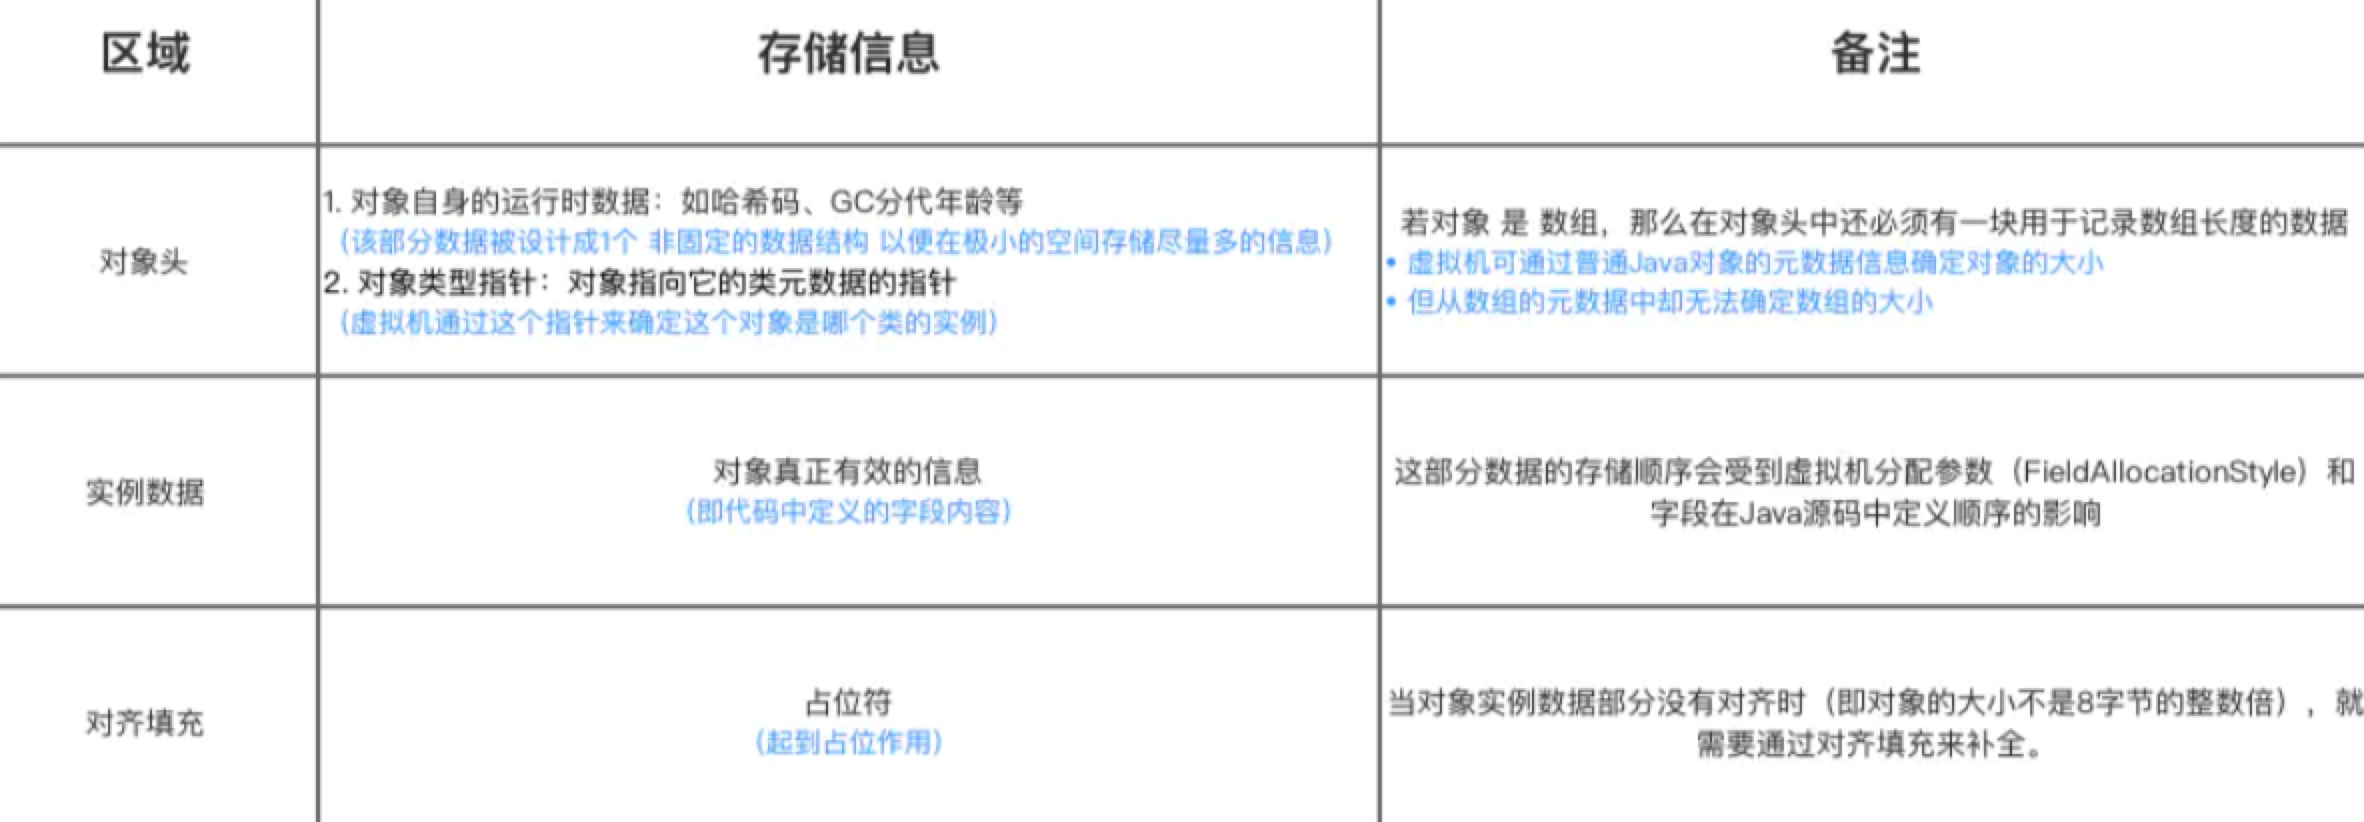 区域
存储信息
备注
对象头
1. 对象自身的运行时数据：如哈希码、GC分代年龄等
（该部分数据被设计成1个 非固定的数据结构 以便在极小的空间存储尽量多的信息）
2. 对象类型指针：对象指向它的类元数据的指针
（虚拟机通过这个指针来确定这个对象是哪个类的实例）
若对象 是 数组，那么在对象头中还必须有一块用于记录数组长度的数据
• 虚拟机可通过普通Java对象的元数据信息确定对象的大小
• 但从数组的元数据中却无法确定数组的大小
实例数据
对象真正有效的信息
（即代码中定义的字段内容）
这部分数据的存储顺序会受到虚拟机分配参数（FieldAllocationStyle）和
字段在Java源码中定义顺序的影响
对齐填充
占位符
（起到占位作用）
当对象实例数据部分没有对齐时（即对象的大小不是8字节的整数倍），就
需要通过对齐填充来补全。